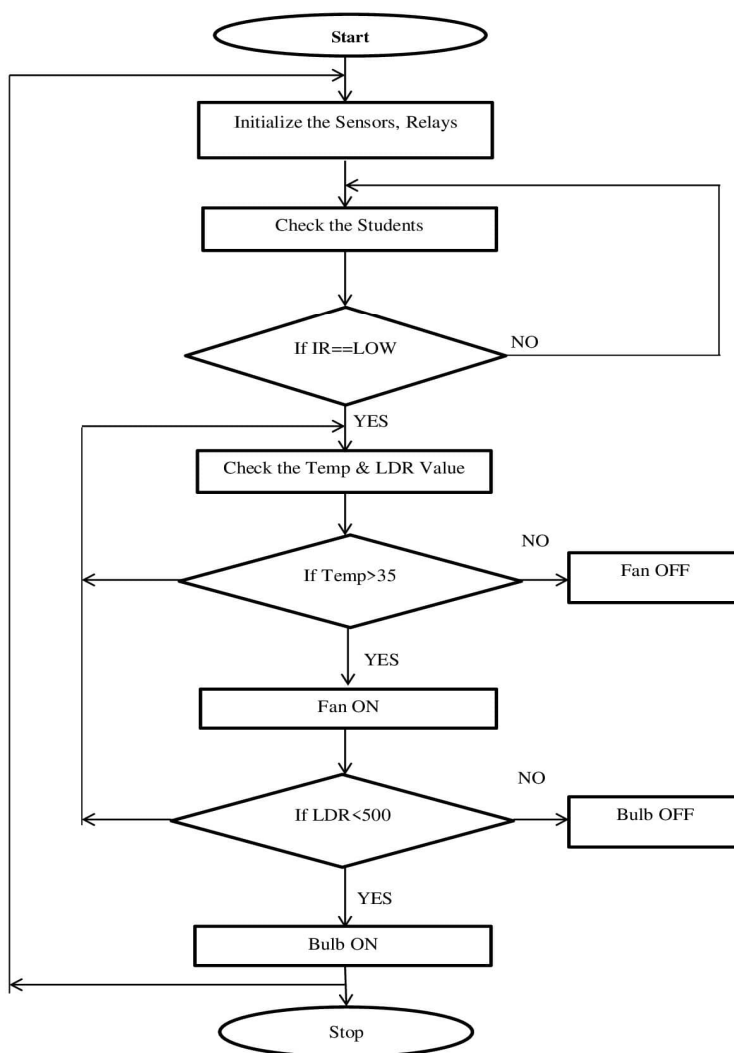 Start
Initialize the Sensors, Relays
Check the Students
If IR==LOW
NO
YES
Check the Temp & LDR Value
If Temp>35
NO
Fan OFF
YES
Fan ON
If LDR<500
NO
Bulb OFF
YES
Bulb ON
Stop